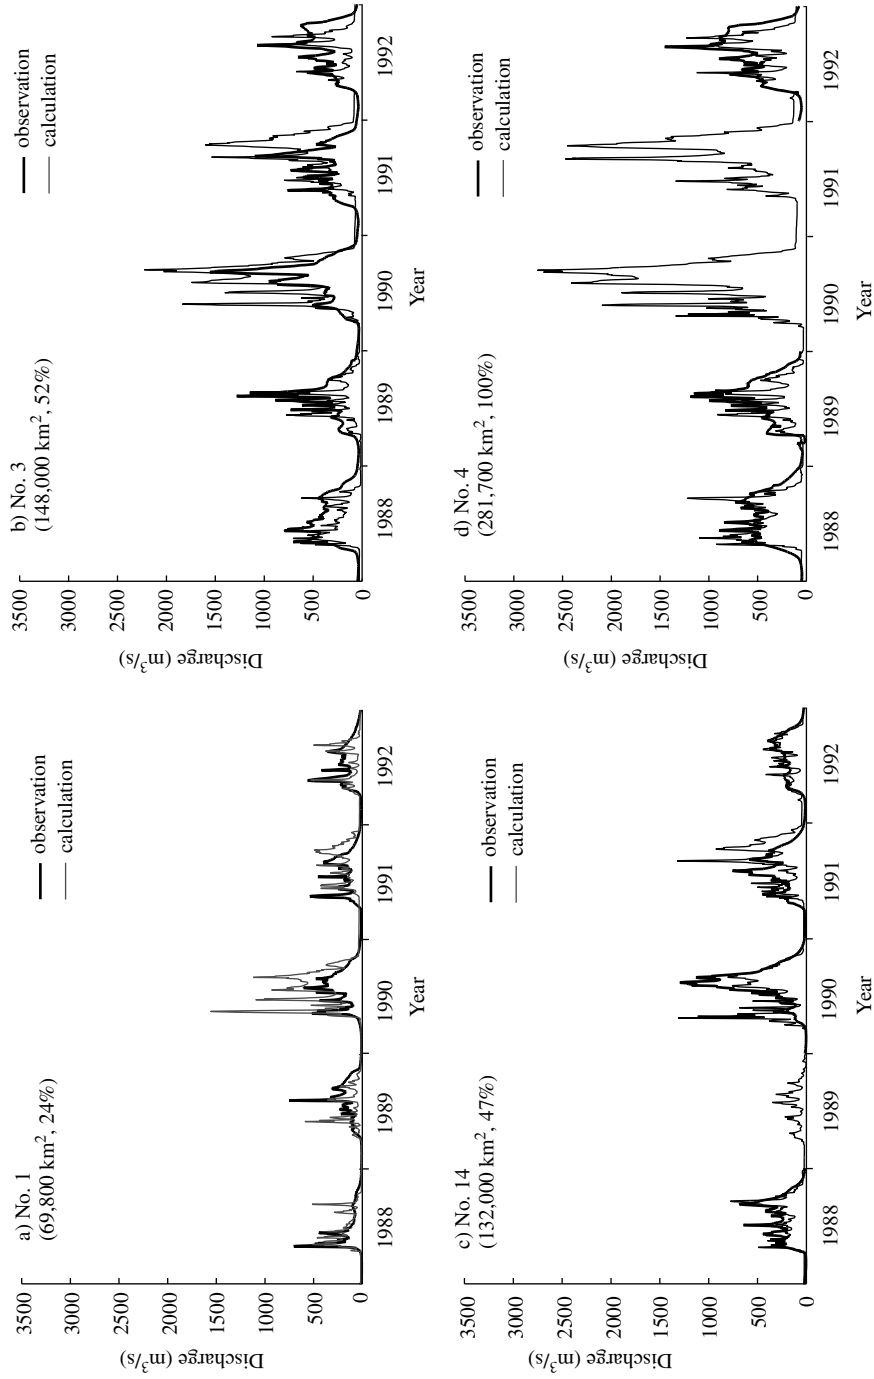 a) No. 1
(69,800 km², 24%)
observation
calculation
3500
3000
2500
2000
1500
1000
500
0
Discharge (m³/s)
1988
1989
1990
1991
1992
Year
b) No. 3
(148,000 km², 52%)
observation
calculation
3500
3000
2500
2000
1500
1000
500
0
Discharge (m³/s)
1988
1989
1990
1991
1992
Year
c) No. 14
(132,000 km², 47%)
observation
calculation
3500
3000
2500
2000
1500
1000
500
0
Discharge (m³/s)
1988
1989
1990
1991
1992
Year
d) No. 4
(281,700 km², 100%)
observation
calculation
3500
3000
2500
2000
1500
1000
500
0
Discharge (m³/s)
1988
1989
1990
1991
1992
Year